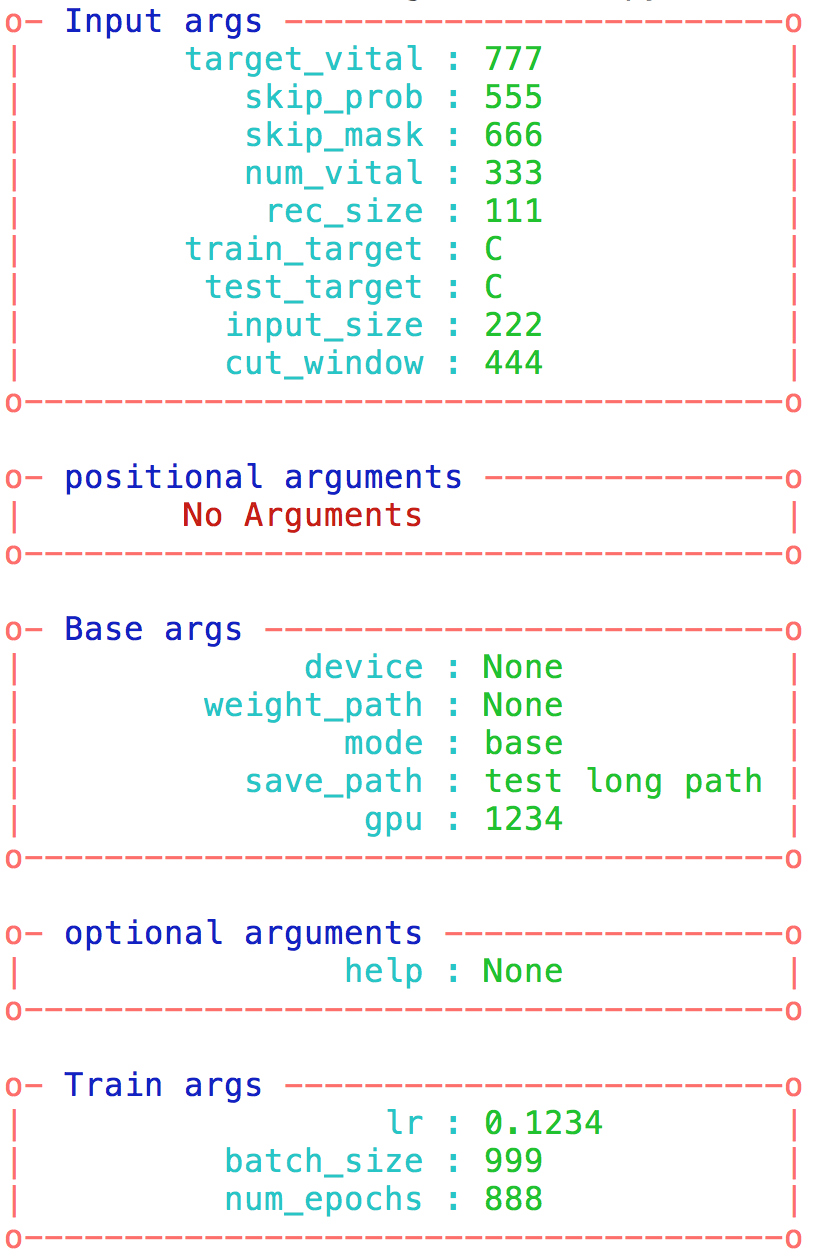 o- Input args -------------------------o
| target_vital : 777 |
| skip_prob : 555 |
| skip_mask : 666 |
| num_vital : 333 |
| rec_size : 111 |
| train_target : C |
| test_target : C |
| input_size : 222 |
| cut_window : 444 |
o--------------------------------------o
o- positional arguments ---------------o
| No Arguments |
o--------------------------------------o
o- Base args --------------------------o
| device : None |
| weight_path : None |
| mode : base |
| save_path : test long path |
| gpu : 1234 |
o--------------------------------------o
o- optional arguments -----------------o
| help : None |
o--------------------------------------o
o- Train args -------------------------o
| lr : 0.1234 |
| batch_size : 999 |
| num_epochs : 888 |
o--------------------------------------o